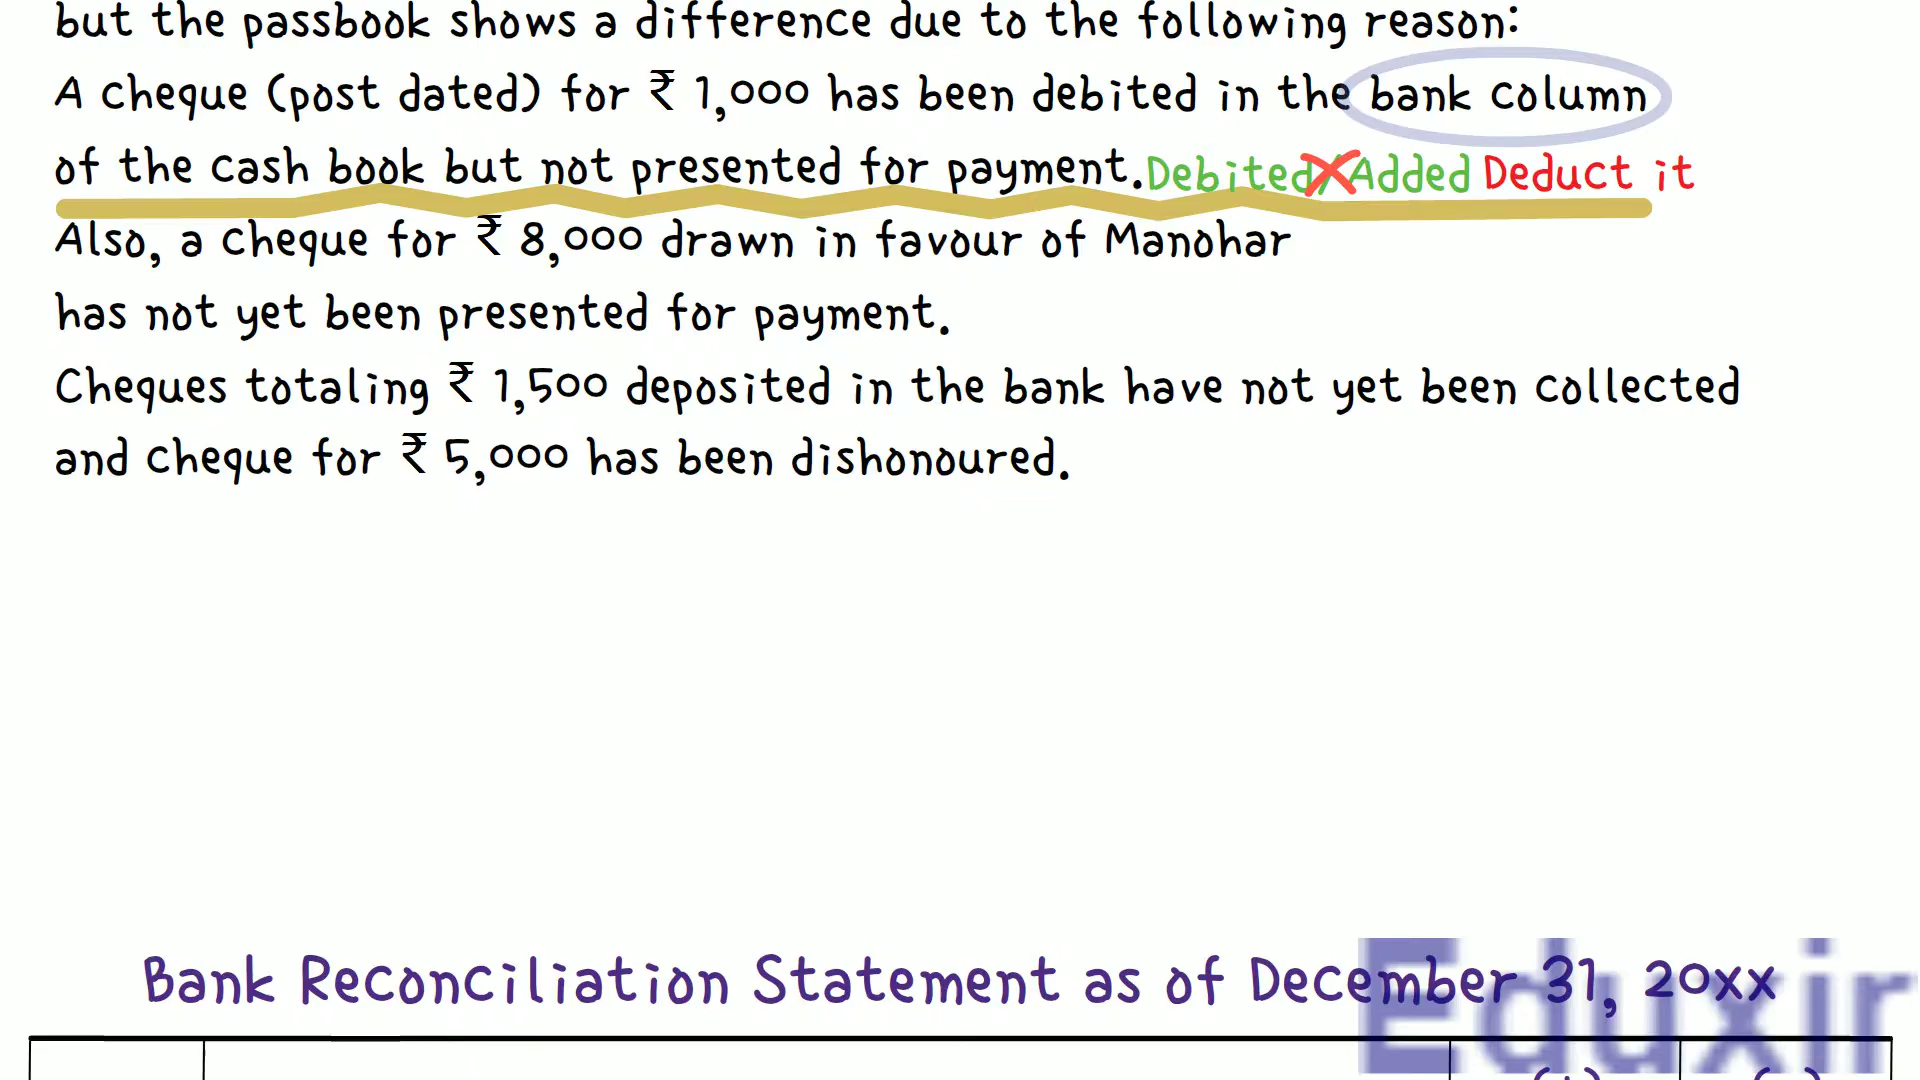 but the passbook shows a difference due to the following reason:
A cheque (post dated) for ₹ 1,000 has been debited in the bank column
of the cash book but not presented for payment. Debited/Added Deduct it
Also, a cheque for ₹ 8,000 drawn in favour of Manohar
has not yet been presented for payment.
Cheques totaling ₹ 1,500 deposited in the bank have not yet been collected
and cheque for ₹ 5,000 has been dishonoured.
Bank Reconciliation Statement as of December 31, 20xx
Eduxir